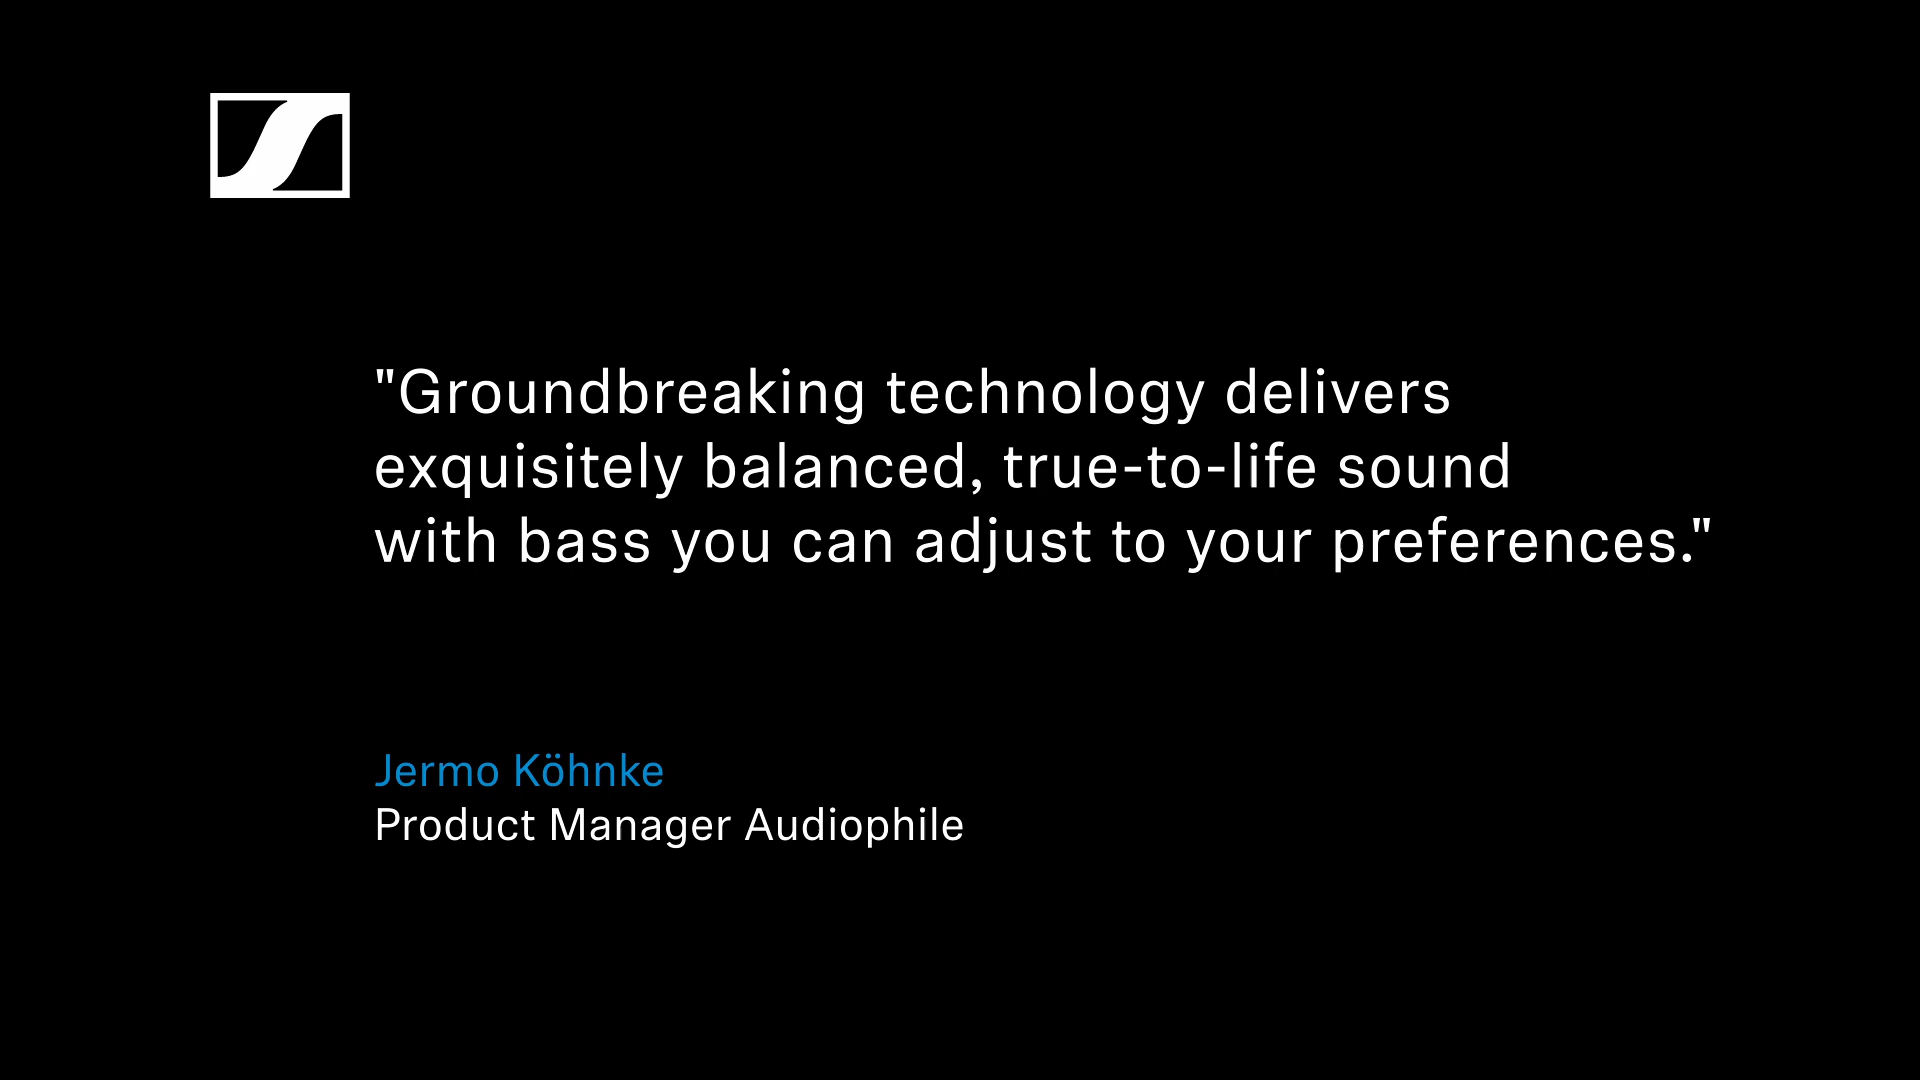 "Groundbreaking technology delivers
exquisitely balanced, true-to-life sound
with bass you can adjust to your preferences."
Jermo Köhnke
Product Manager Audiophile